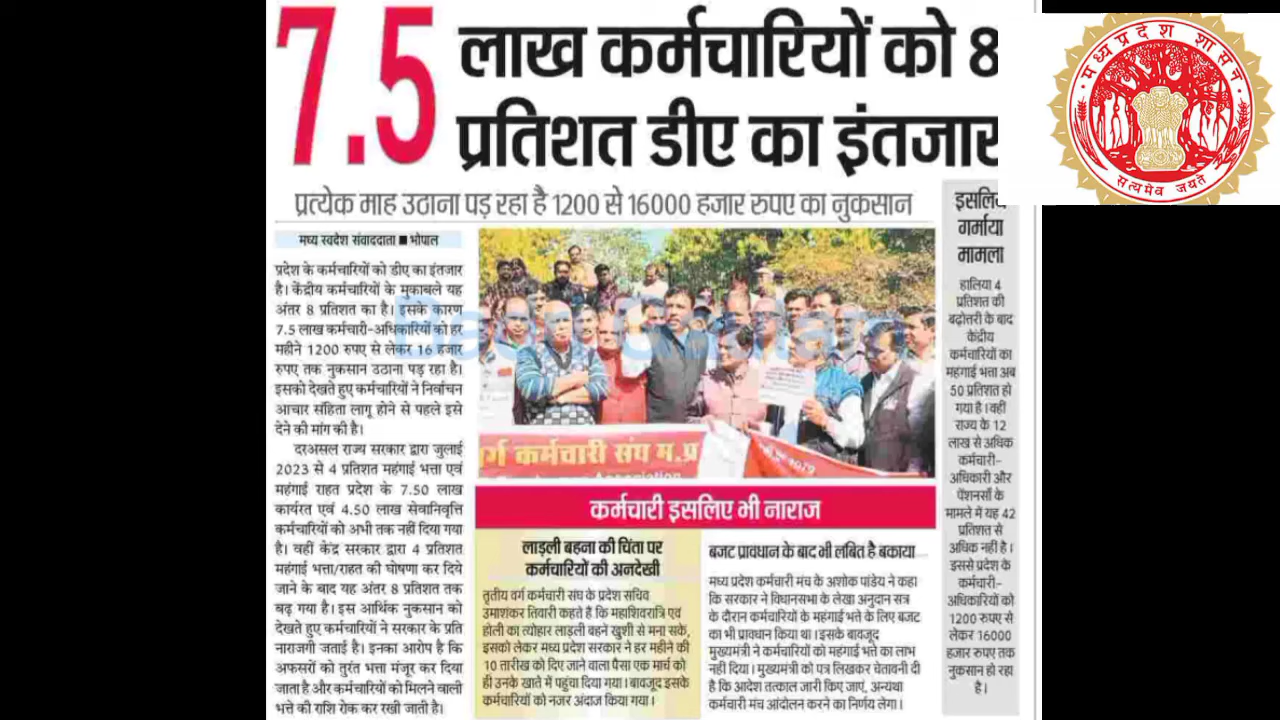 7.5 लाख कर्मचारियों को 8
प्रतिशत डीए का इंतजार
प्रत्येक माह उठाना पड़ रहा है 1200 से 16000 हजार रुपए का नुकसान
मध्य स्वदेश संवाददाता ■ भोपाल
प्रदेश के कर्मचारियों को डीए का इंतजार
है। केंद्रीय कर्मचारियों के मुकाबले यह
अंतर 8 प्रतिशत का है। इसके कारण
7.5 लाख कर्मचारी-अधिकारियों को हर
महीने 1200 रुपए से लेकर 16 हजार
रुपए तक नुकसान उठाना पड़ रहा है।
इसको देखते हुए कर्मचारियों ने निर्वाचन
आचार संहिता लागू होने से पहले इसे
देने की मांग की है।
दरअसल राज्य सरकार द्वारा जुलाई
2023 से 4 प्रतिशत महंगाई भत्ता एवं
महंगाई राहत प्रदेश के 7.50 लाख
कार्यरत एवं 4.50 लाख सेवानिवृत्ति
कर्मचारियों को अभी तक नहीं दिया गया
है। वहीं केंद्र सरकार द्वारा 4 प्रतिशत
महंगाई भत्ता/राहत की घोषणा कर दिये
जाने के बाद यह अंतर 8 प्रतिशत तक
बढ़ गया है। इस आर्थिक नुकसान को
देखते हुए कर्मचारियों ने सरकार के प्रति
नाराजगी जताई है। इनका आरोप है कि
अफसरों को तुरंत भत्ता मंजूर कर दिया
जाता है और कर्मचारियों को मिलने वाली
भत्ते की राशि रोक कर रखी जाती है।
र्ग कर्मचारी संघ म.प्र
Association
कर्मचारी इसलिए भी नाराज
लाड़ली बहना की चिंता पर
कर्मचारियों की अनदेखी
तृतीय वर्ग कर्मचारी संघ के प्रदेश सचिव
उमाशंकर तिवारी कहते हैं कि महाशिवरात्रि एवं
होली का त्योहार लाड़ली बहनें खुशी से मना सकें,
इसको लेकर मध्य प्रदेश सरकार ने हर महीने की
10 तारीख को दिए जाने वाला पैसा एक मार्च को
ही उनके खाते में पहुंचा दिया गया। बावजूद इसके
कर्मचारियों को नजर अंदाज किया गया।
बजट प्रावधान के बाद भी लंबित है बकाया
मध्य प्रदेश कर्मचारी मंच के अशोक पांडेय ने कहा
कि सरकार ने विधानसभा के लेखा अनुदान सत्र
के दौरान कर्मचारियों के महंगाई भत्ते के लिए बजट
का भी प्रावधान किया था। इसके बावजूद
मुख्यमंत्री ने कर्मचारियों को महंगाई भत्ते का लाभ
नहीं दिया। मुख्यमंत्री को पत्र लिखकर चेतावनी दी
है कि आदेश तत्काल जारी किए जाएं, अन्यथा
कर्मचारी मंच आंदोलन करने का निर्णय लेगा।
इसलिए
गर्माया
मामला
हालिया 4
प्रतिशत की
बढ़ोत्तरी के बाद
केंद्रीय
कर्मचारियों का
महंगाई भत्ता अब
50 प्रतिशत हो
गया है। वहीं
राज्य के 12
लाख से अधिक
कर्मचारी-
अधिकारी और
पेंशनर्सों के
मामले में यह 42
प्रतिशत से
अधिक नहीं है।
इससे प्रदेश के
कर्मचारी-
अधिकारियों को
1200 रुपए से
लेकर 16000
हजार रुपए तक
नुकसान हो रहा
है।
मध्यप्रदेश शासन
सत्यमेव जयते